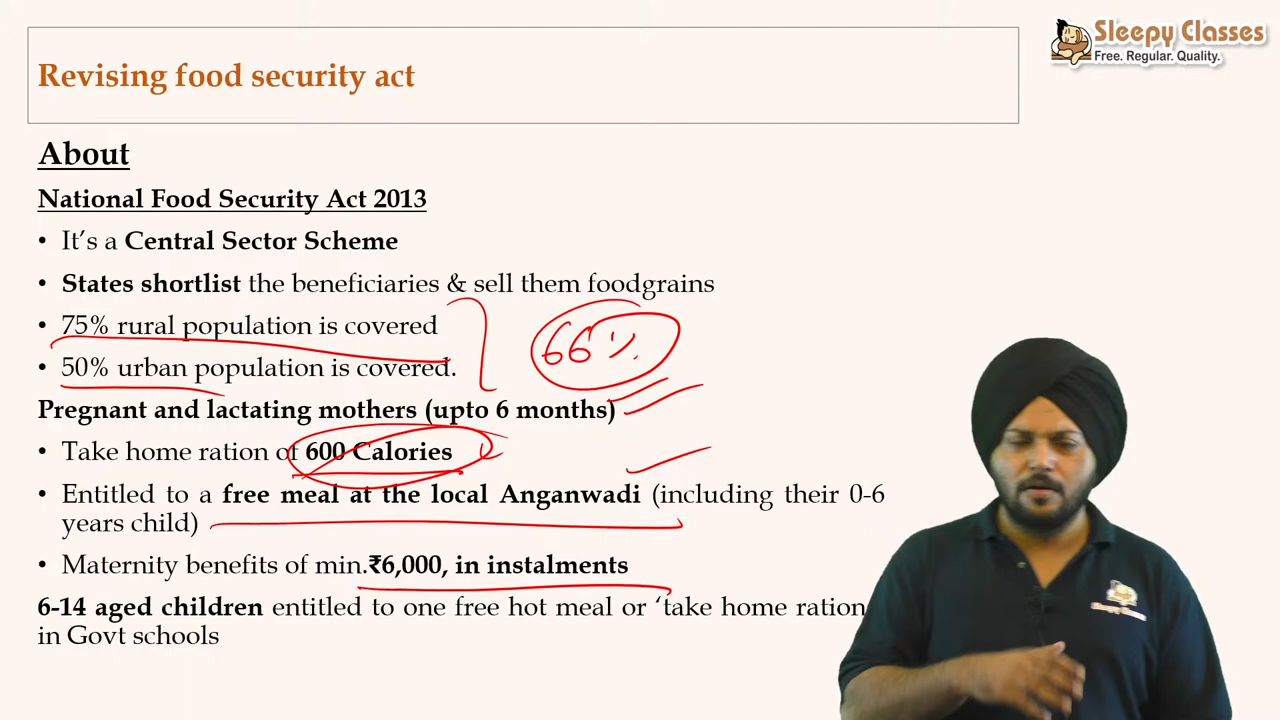 Sleepy Classes
Free. Regular. Quality.
Revising food security act
About
National Food Security Act 2013
• It's a Central Sector Scheme
• States shortlist the beneficiaries & sell them foodgrains
• 75% rural population is covered
66%
• 50% urban population is covered.
Pregnant and lactating mothers (upto 6 months)
• Take home ration of 600 Calories
• Entitled to a free meal at the local Anganwadi (including their 0-6
years child)
• Maternity benefits of min.₹6,000, in instalments
6-14 aged children entitled to one free hot meal or 'take home ration
in Govt schools
Sleepy Classes